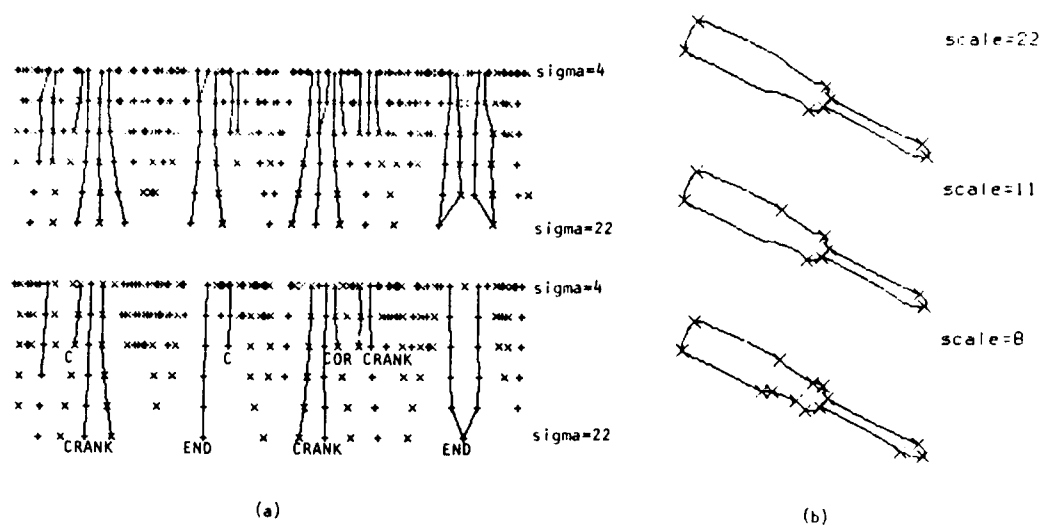 sigma=4
sigma=22
sigma=4
C C COR CRANK
sigma=22
CRANK END CRANK END
(a)
scale=22
scale=11
scale=8
(b)